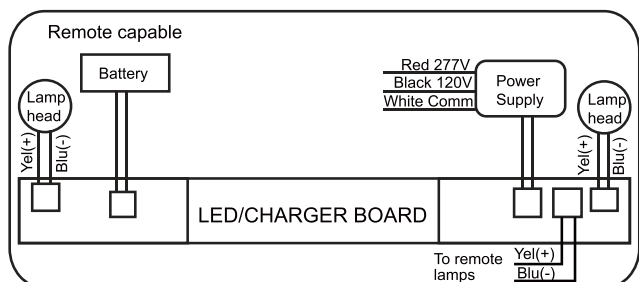 Remote capable
Battery
Lamp
head
Yel(+)
Blu(-)
Red 277V
Black 120V
White Comm
Power
Supply
Lamp
head
Yel(+)
Blu(-)
LED/CHARGER BOARD
To remote
lamps
Yel(+)
Blu(-)